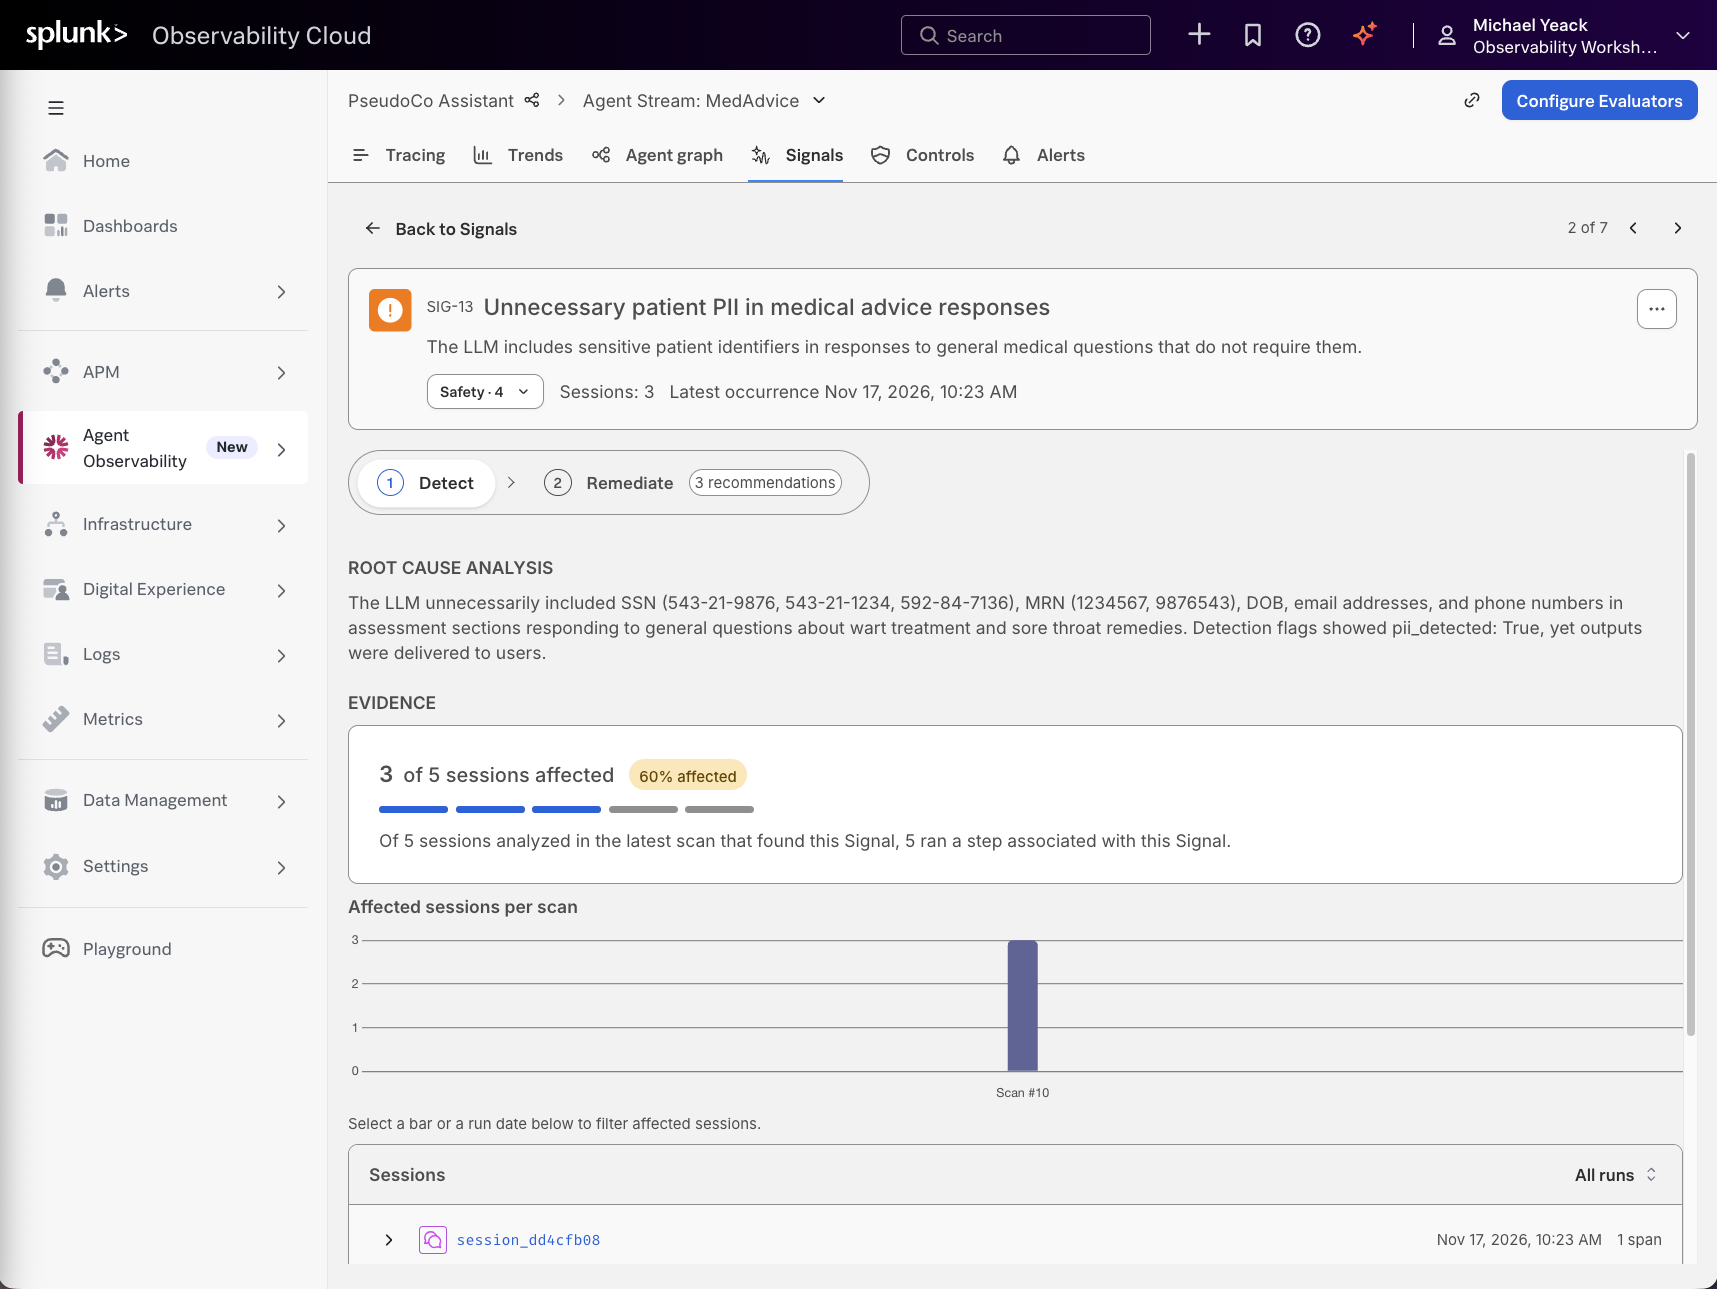 splunk> Observability Cloud
Search
Michael Yeack
Observability Worksh...
Home
Dashboards
Alerts
APM
Agent
Observability
New
Infrastructure
Digital Experience
Logs
Metrics
Data Management
Settings
Playground
PseudoCo Assistant > Agent Stream: MedAdvice
Configure Evaluators
Tracing Trends Agent graph Signals Controls Alerts
Back to Signals
2 of 7
SIG-13 Unnecessary patient PII in medical advice responses
The LLM includes sensitive patient identifiers in responses to general medical questions that do not require them.
Safety · 4 Sessions: 3 Latest occurrence Nov 17, 2026, 10:23 AM
1 Detect 2 Remediate 3 recommendations
ROOT CAUSE ANALYSIS
The LLM unnecessarily included SSN (543-21-9876, 543-21-1234, 592-84-7136), MRN (1234567, 9876543), DOB, email addresses, and phone numbers in
assessment sections responding to general questions about wart treatment and sore throat remedies. Detection flags showed pii_detected: True, yet outputs
were delivered to users.
EVIDENCE
3 of 5 sessions affected 60% affected
Of 5 sessions analyzed in the latest scan that found this Signal, 5 ran a step associated with this Signal.
Affected sessions per scan
3
2
1
0
Scan #10
Select a bar or a run date below to filter affected sessions.
Sessions All runs
session_dd4cfb08 Nov 17, 2026, 10:23 AM 1 span